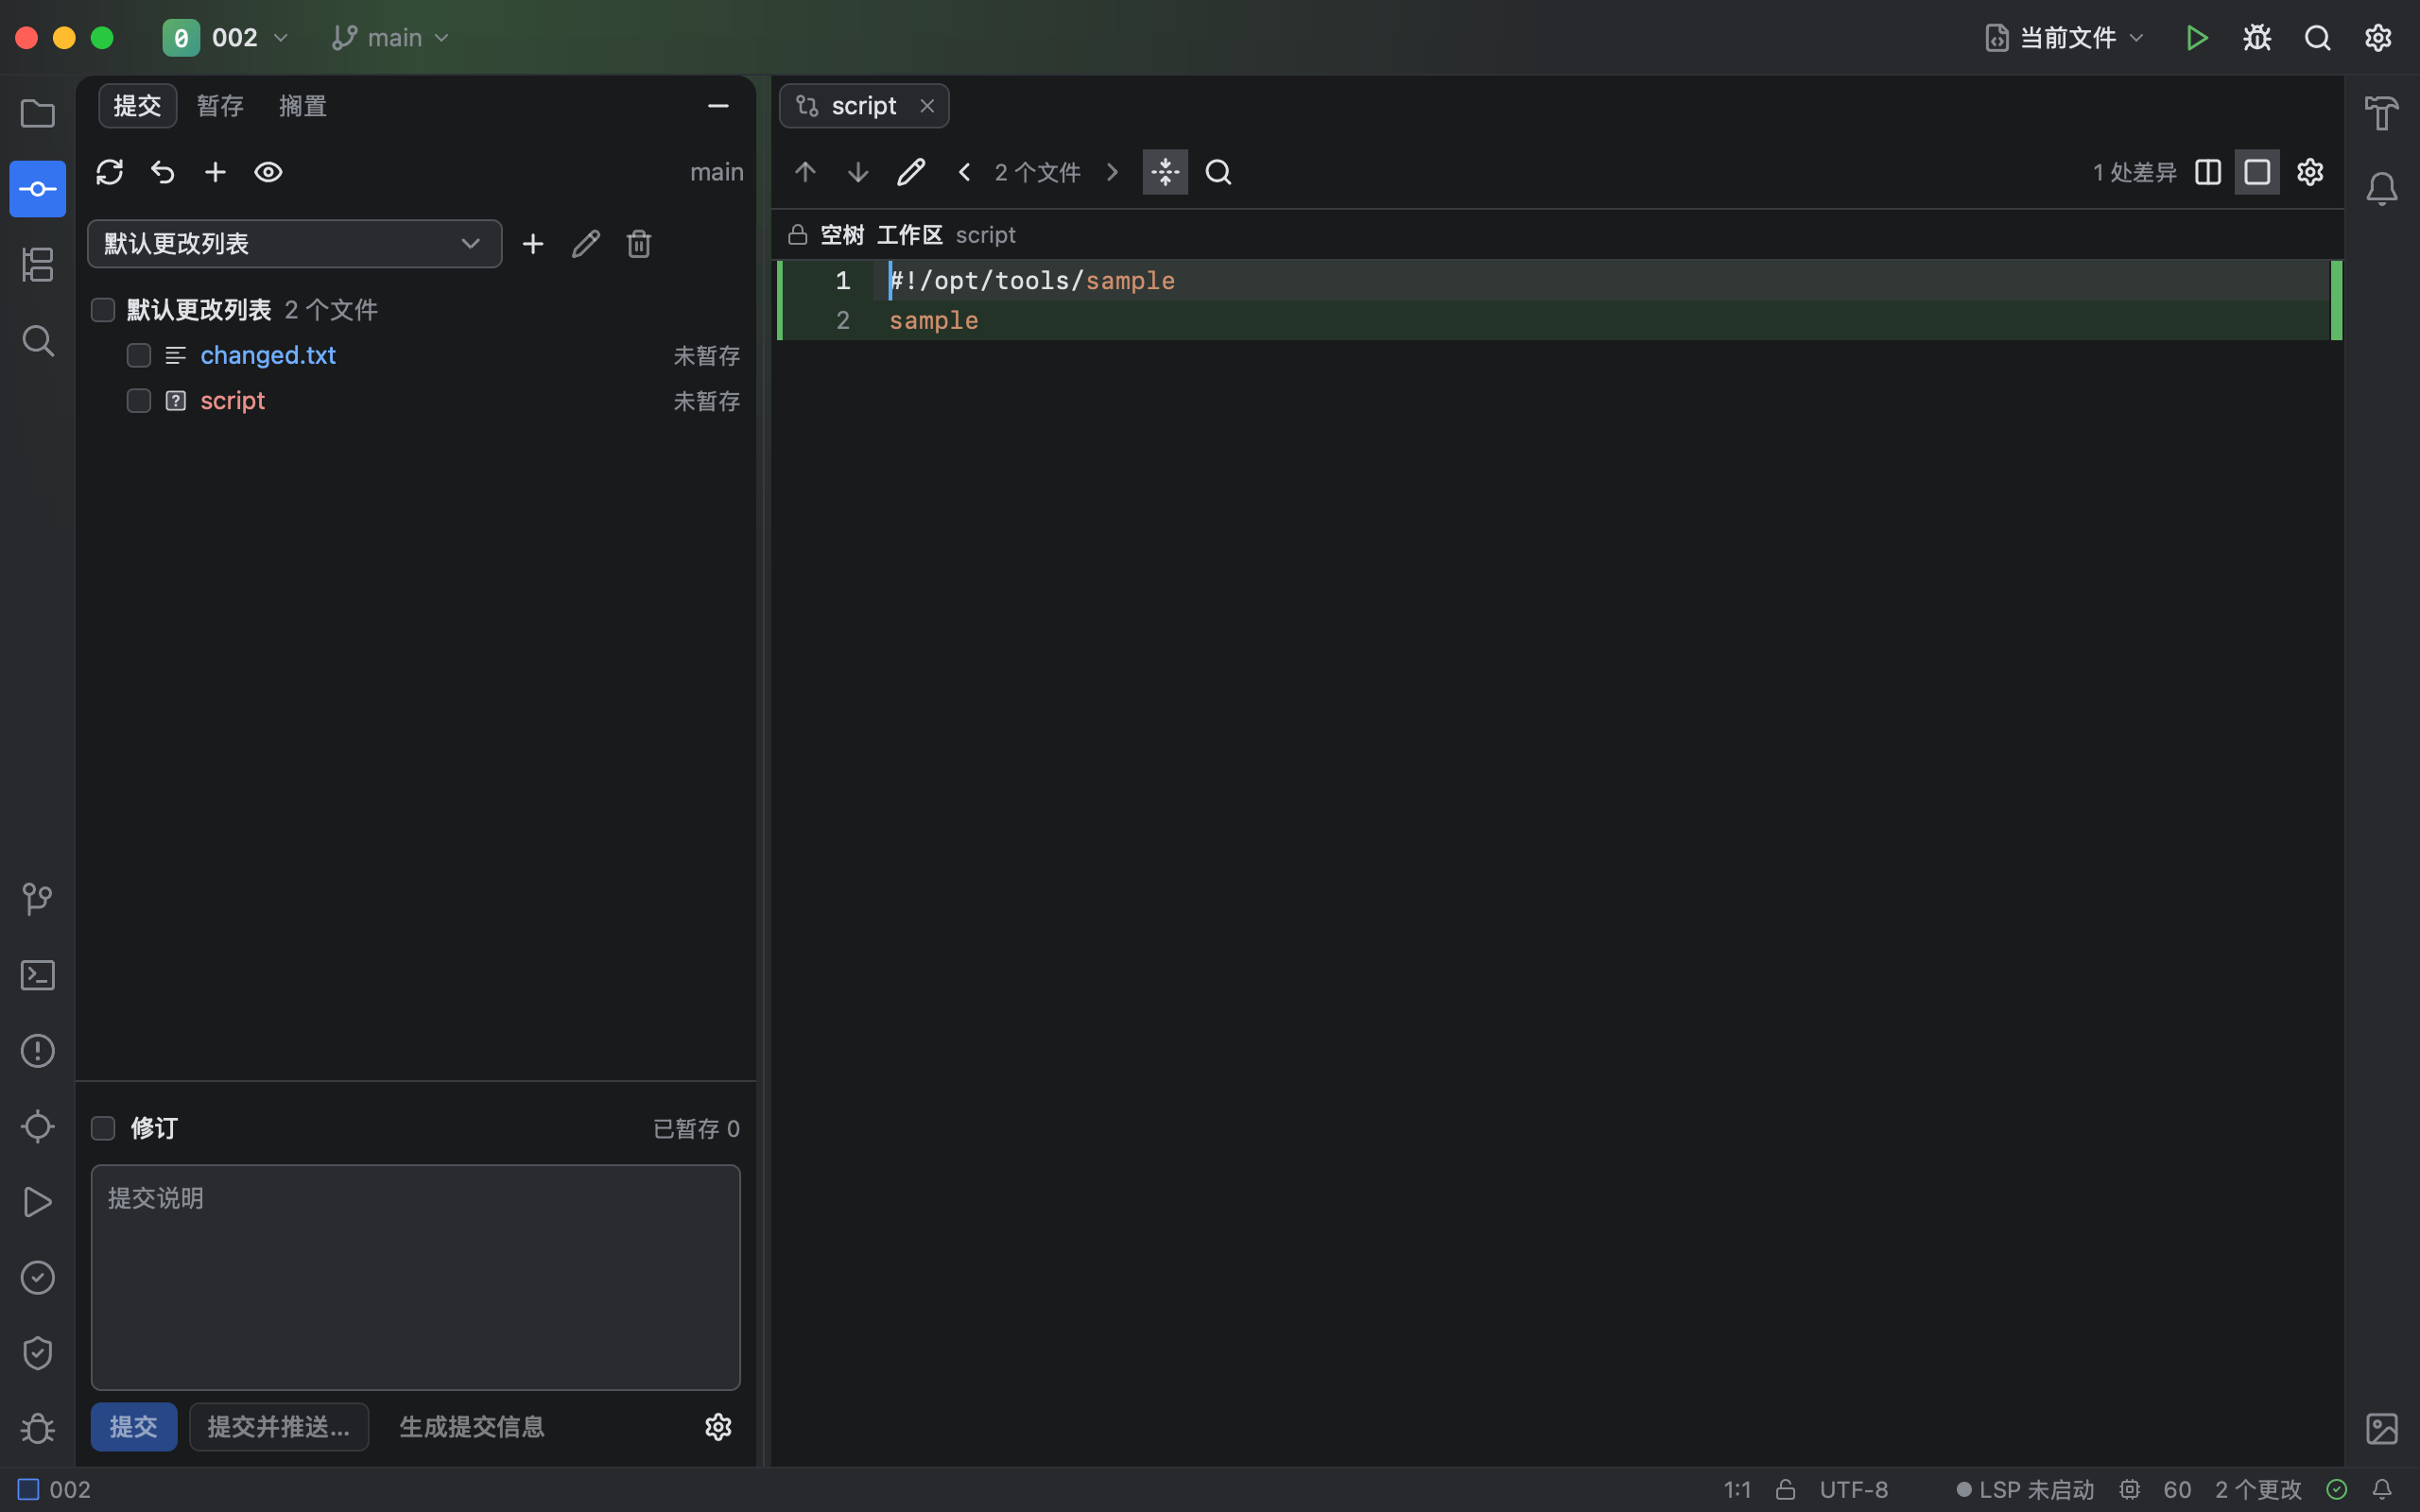 0 002 main 当前文件
提交 暂存 搁置
main
默认更改列表
默认更改列表 2 个文件
changed.txt 未暂存
? script 未暂存
修订 已暂存 0
提交说明
提交 提交并推送... 生成提交信息
script
2 个文件 1 处差异
空树 工作区 script
1 #!/opt/tools/sample
2 sample
002 1:1 UTF-8 LSP 未启动 60 2 个更改